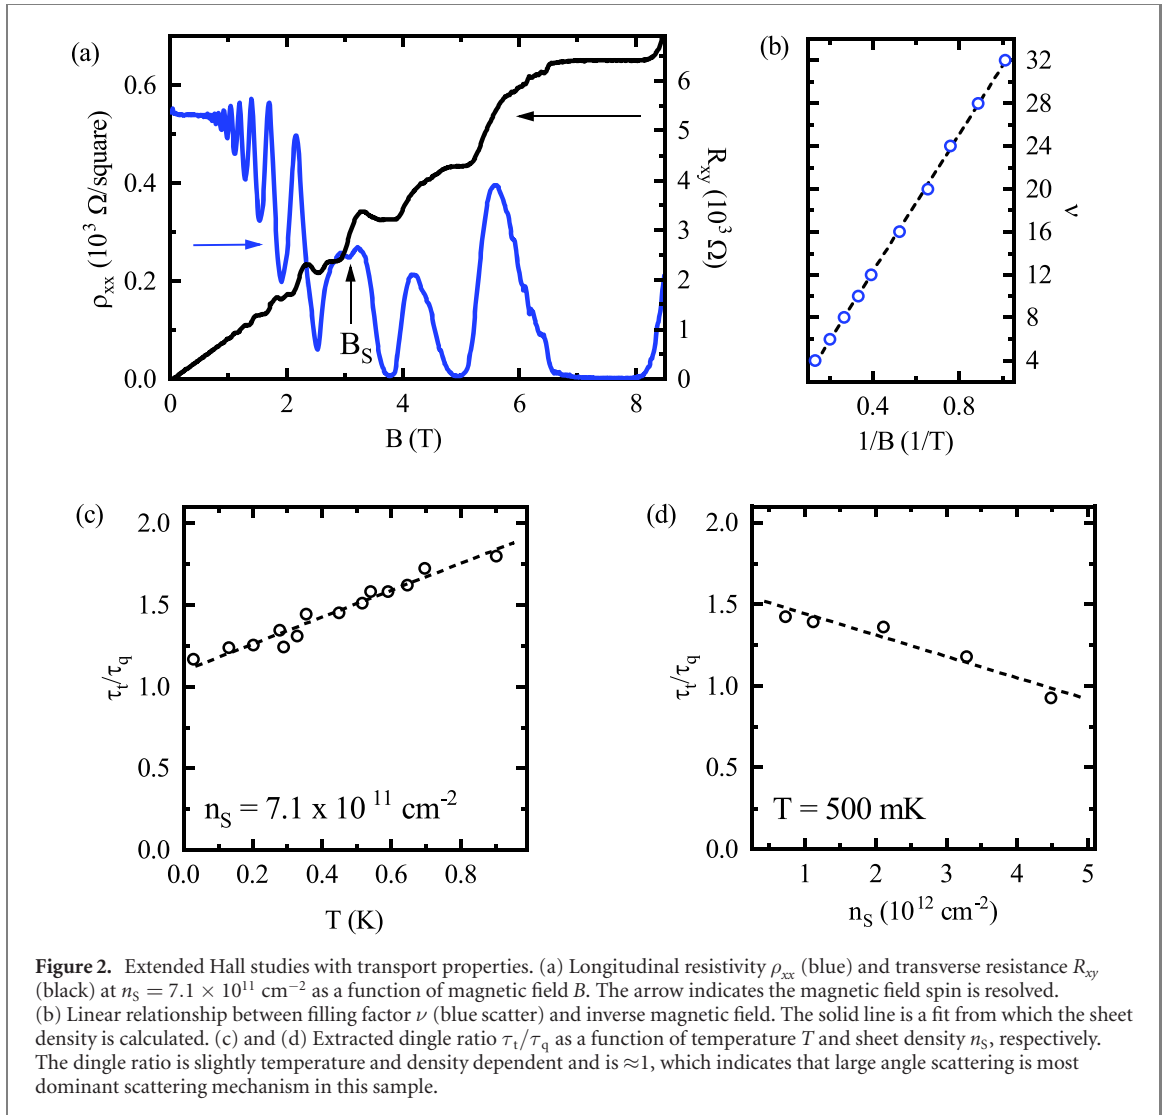 (a)
ρxx (10³ Ω/square)
0.6
0.4
0.2
0.0
0 2 4 6 8
B (T)
BS
6
5
4
3
2
1
0
Rxy (10³ Ω)
(b)
32
28
24
20
16
12
8
4
ν
0.4 0.8
1/B (1/T)
(c)
τt/τq
2.0
1.5
1.0
0.5
0.0
nS = 7.1 x 10 ¹¹ cm⁻²
0.0 0.2 0.4 0.6 0.8
T (K)
(d)
τt/τq
2.0
1.5
1.0
0.5
0.0
T = 500 mK
1 2 3 4 5
nS (10¹² cm⁻²)
Figure 2. Extended Hall studies with transport properties. (a) Longitudinal resistivity ρxx (blue) and transverse resistance Rxy
(black) at nS = 7.1 × 10¹¹ cm⁻² as a function of magnetic field B. The arrow indicates the magnetic field spin is resolved.
(b) Linear relationship between filling factor ν (blue scatter) and inverse magnetic field. The solid line is a fit from which the sheet
density is calculated. (c) and (d) Extracted dingle ratio τt/τq as a function of temperature T and sheet density nS, respectively.
The dingle ratio is slightly temperature and density dependent and is ≈1, which indicates that large angle scattering is most
dominant scattering mechanism in this sample.